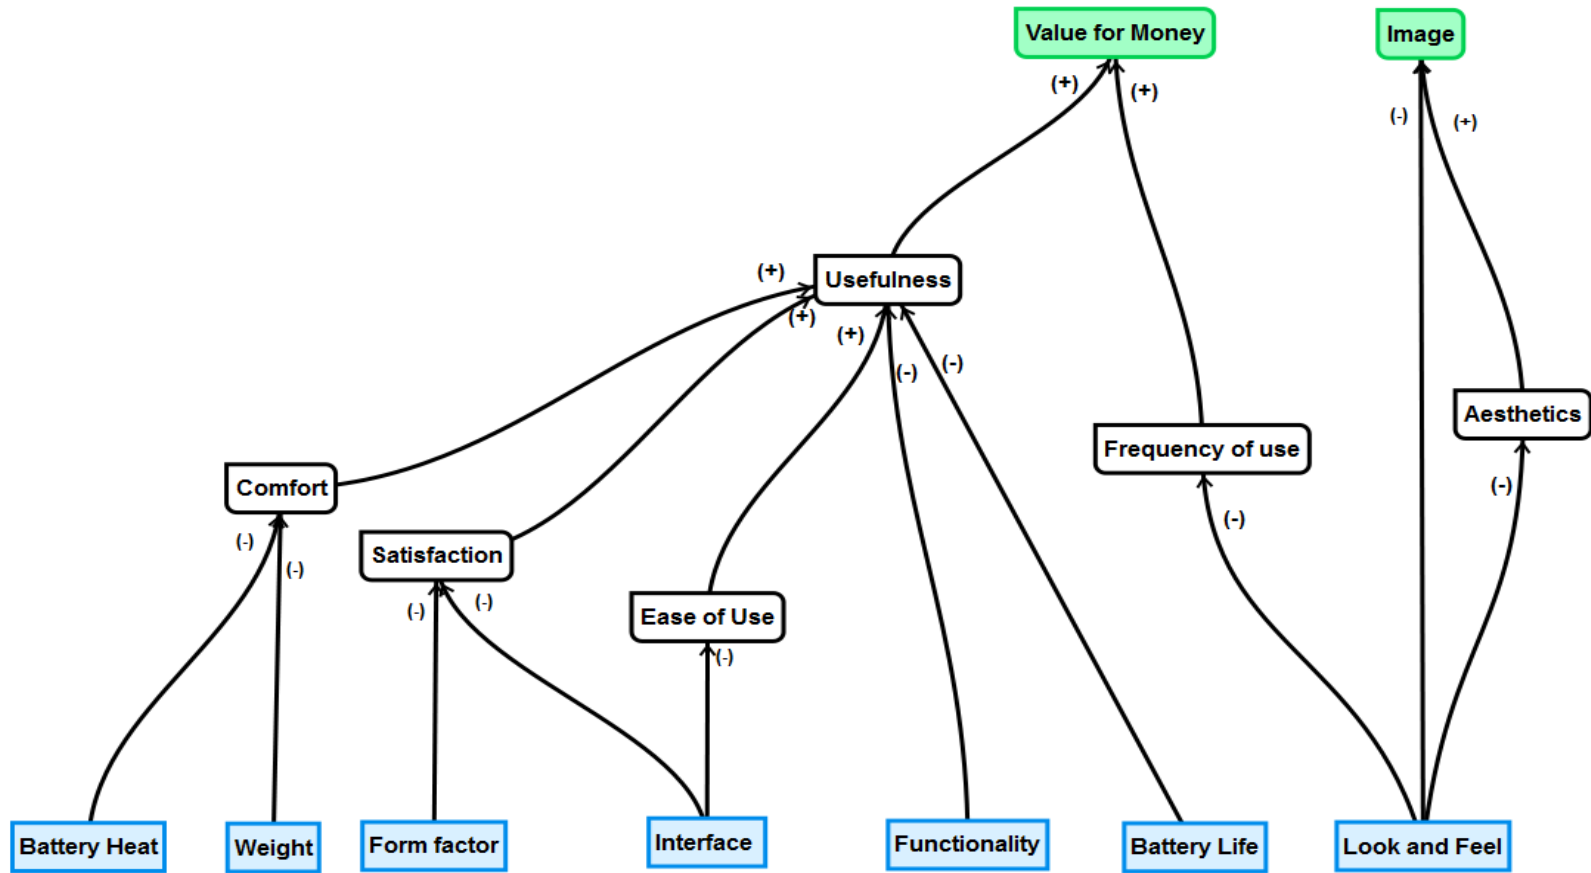 Value for Money
Image
(+)
(+)
(-)
(+)
Usefulness
(+)
(+)
(+)
(-)
(-)
Aesthetics
Frequency of use
Comfort
(-)
(-)
(-)
(-)
Satisfaction
(-)
(-)
Ease of Use
(-)
Battery Heat
Weight
Form factor
Interface
Functionality
Battery Life
Look and Feel